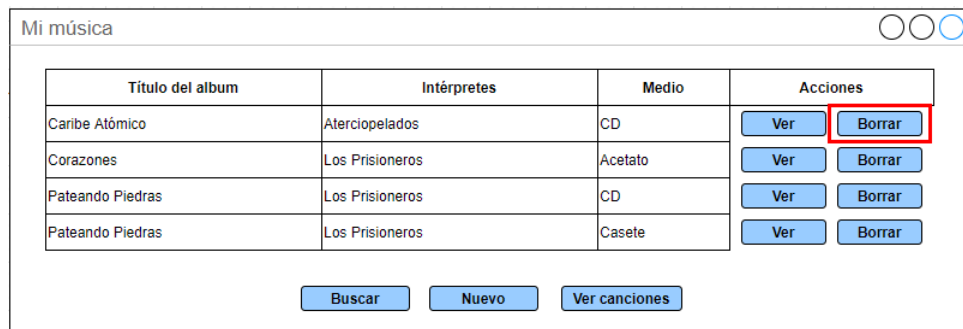 Mi música
Título del album Intérpretes Medio Acciones
Caribe Atómico Aterciopelados CD Ver Borrar
Corazones Los Prisioneros Acetato Ver Borrar
Pateando Piedras Los Prisioneros CD Ver Borrar
Pateando Piedras Los Prisioneros Casete Ver Borrar
Buscar Nuevo Ver canciones